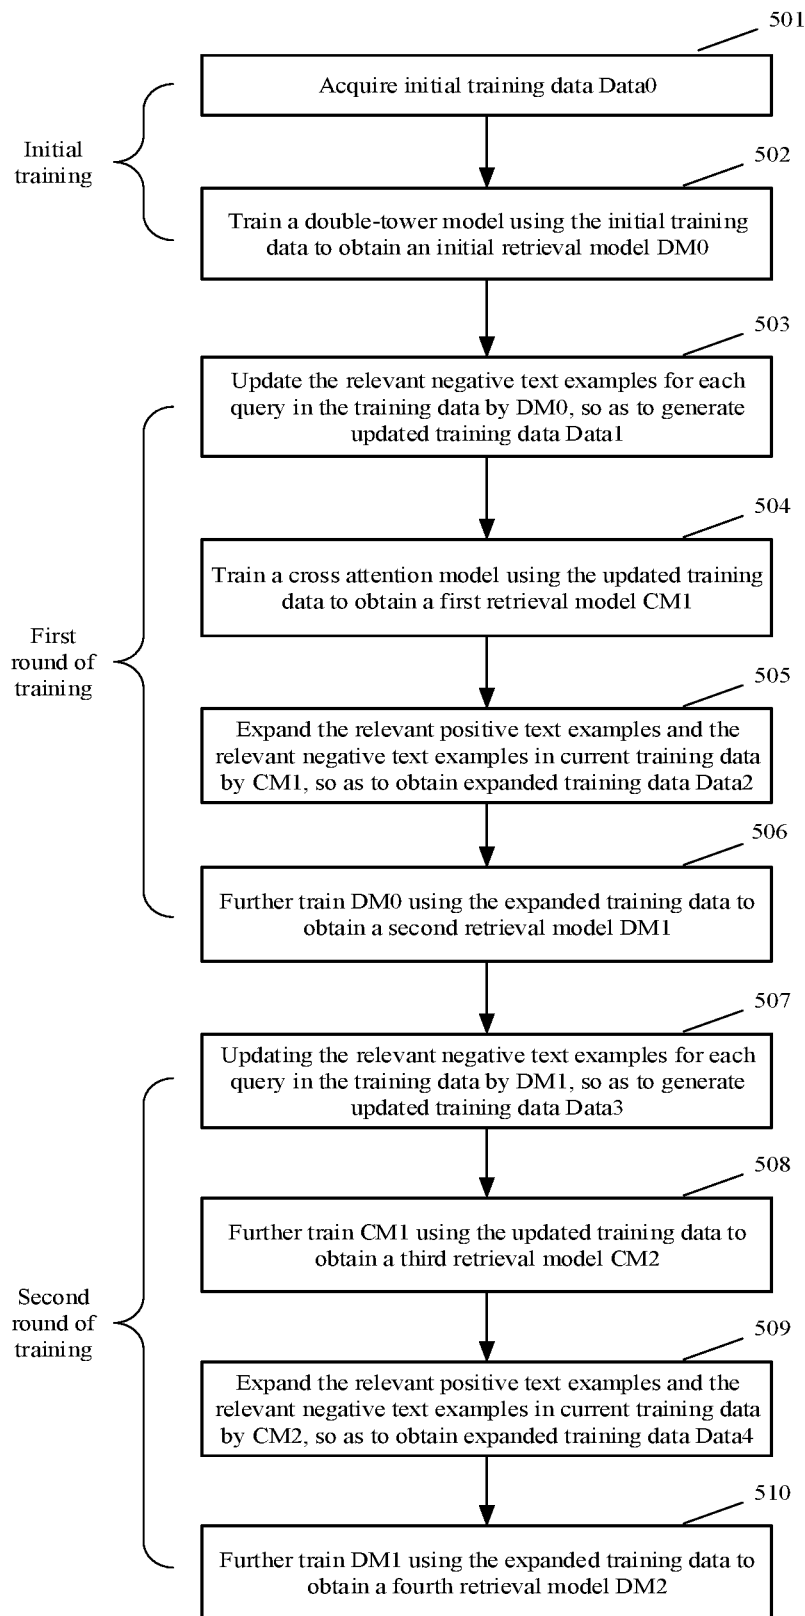 501
Acquire initial training data Data0
Initial
training
502
Train a double-tower model using the initial training
data to obtain an initial retrieval model DM0
503
Update the relevant negative text examples for each
query in the training data by DM0, so as to generate
updated training data Data1
504
Train a cross attention model using the updated training
data to obtain a first retrieval model CM1
First
round of
training
505
Expand the relevant positive text examples and the
relevant negative text examples in current training data
by CM1, so as to obtain expanded training data Data2
506
Further train DM0 using the expanded training data to
obtain a second retrieval model DM1
507
Updating the relevant negative text examples for each
query in the training data by DM1, so as to generate
updated training data Data3
508
Further train CM1 using the updated training data to
obtain a third retrieval model CM2
Second
round of
training
509
Expand the relevant positive text examples and the
relevant negative text examples in current training data
by CM2, so as to obtain expanded training data Data4
510
Further train DM1 using the expanded training data to
obtain a fourth retrieval model DM2